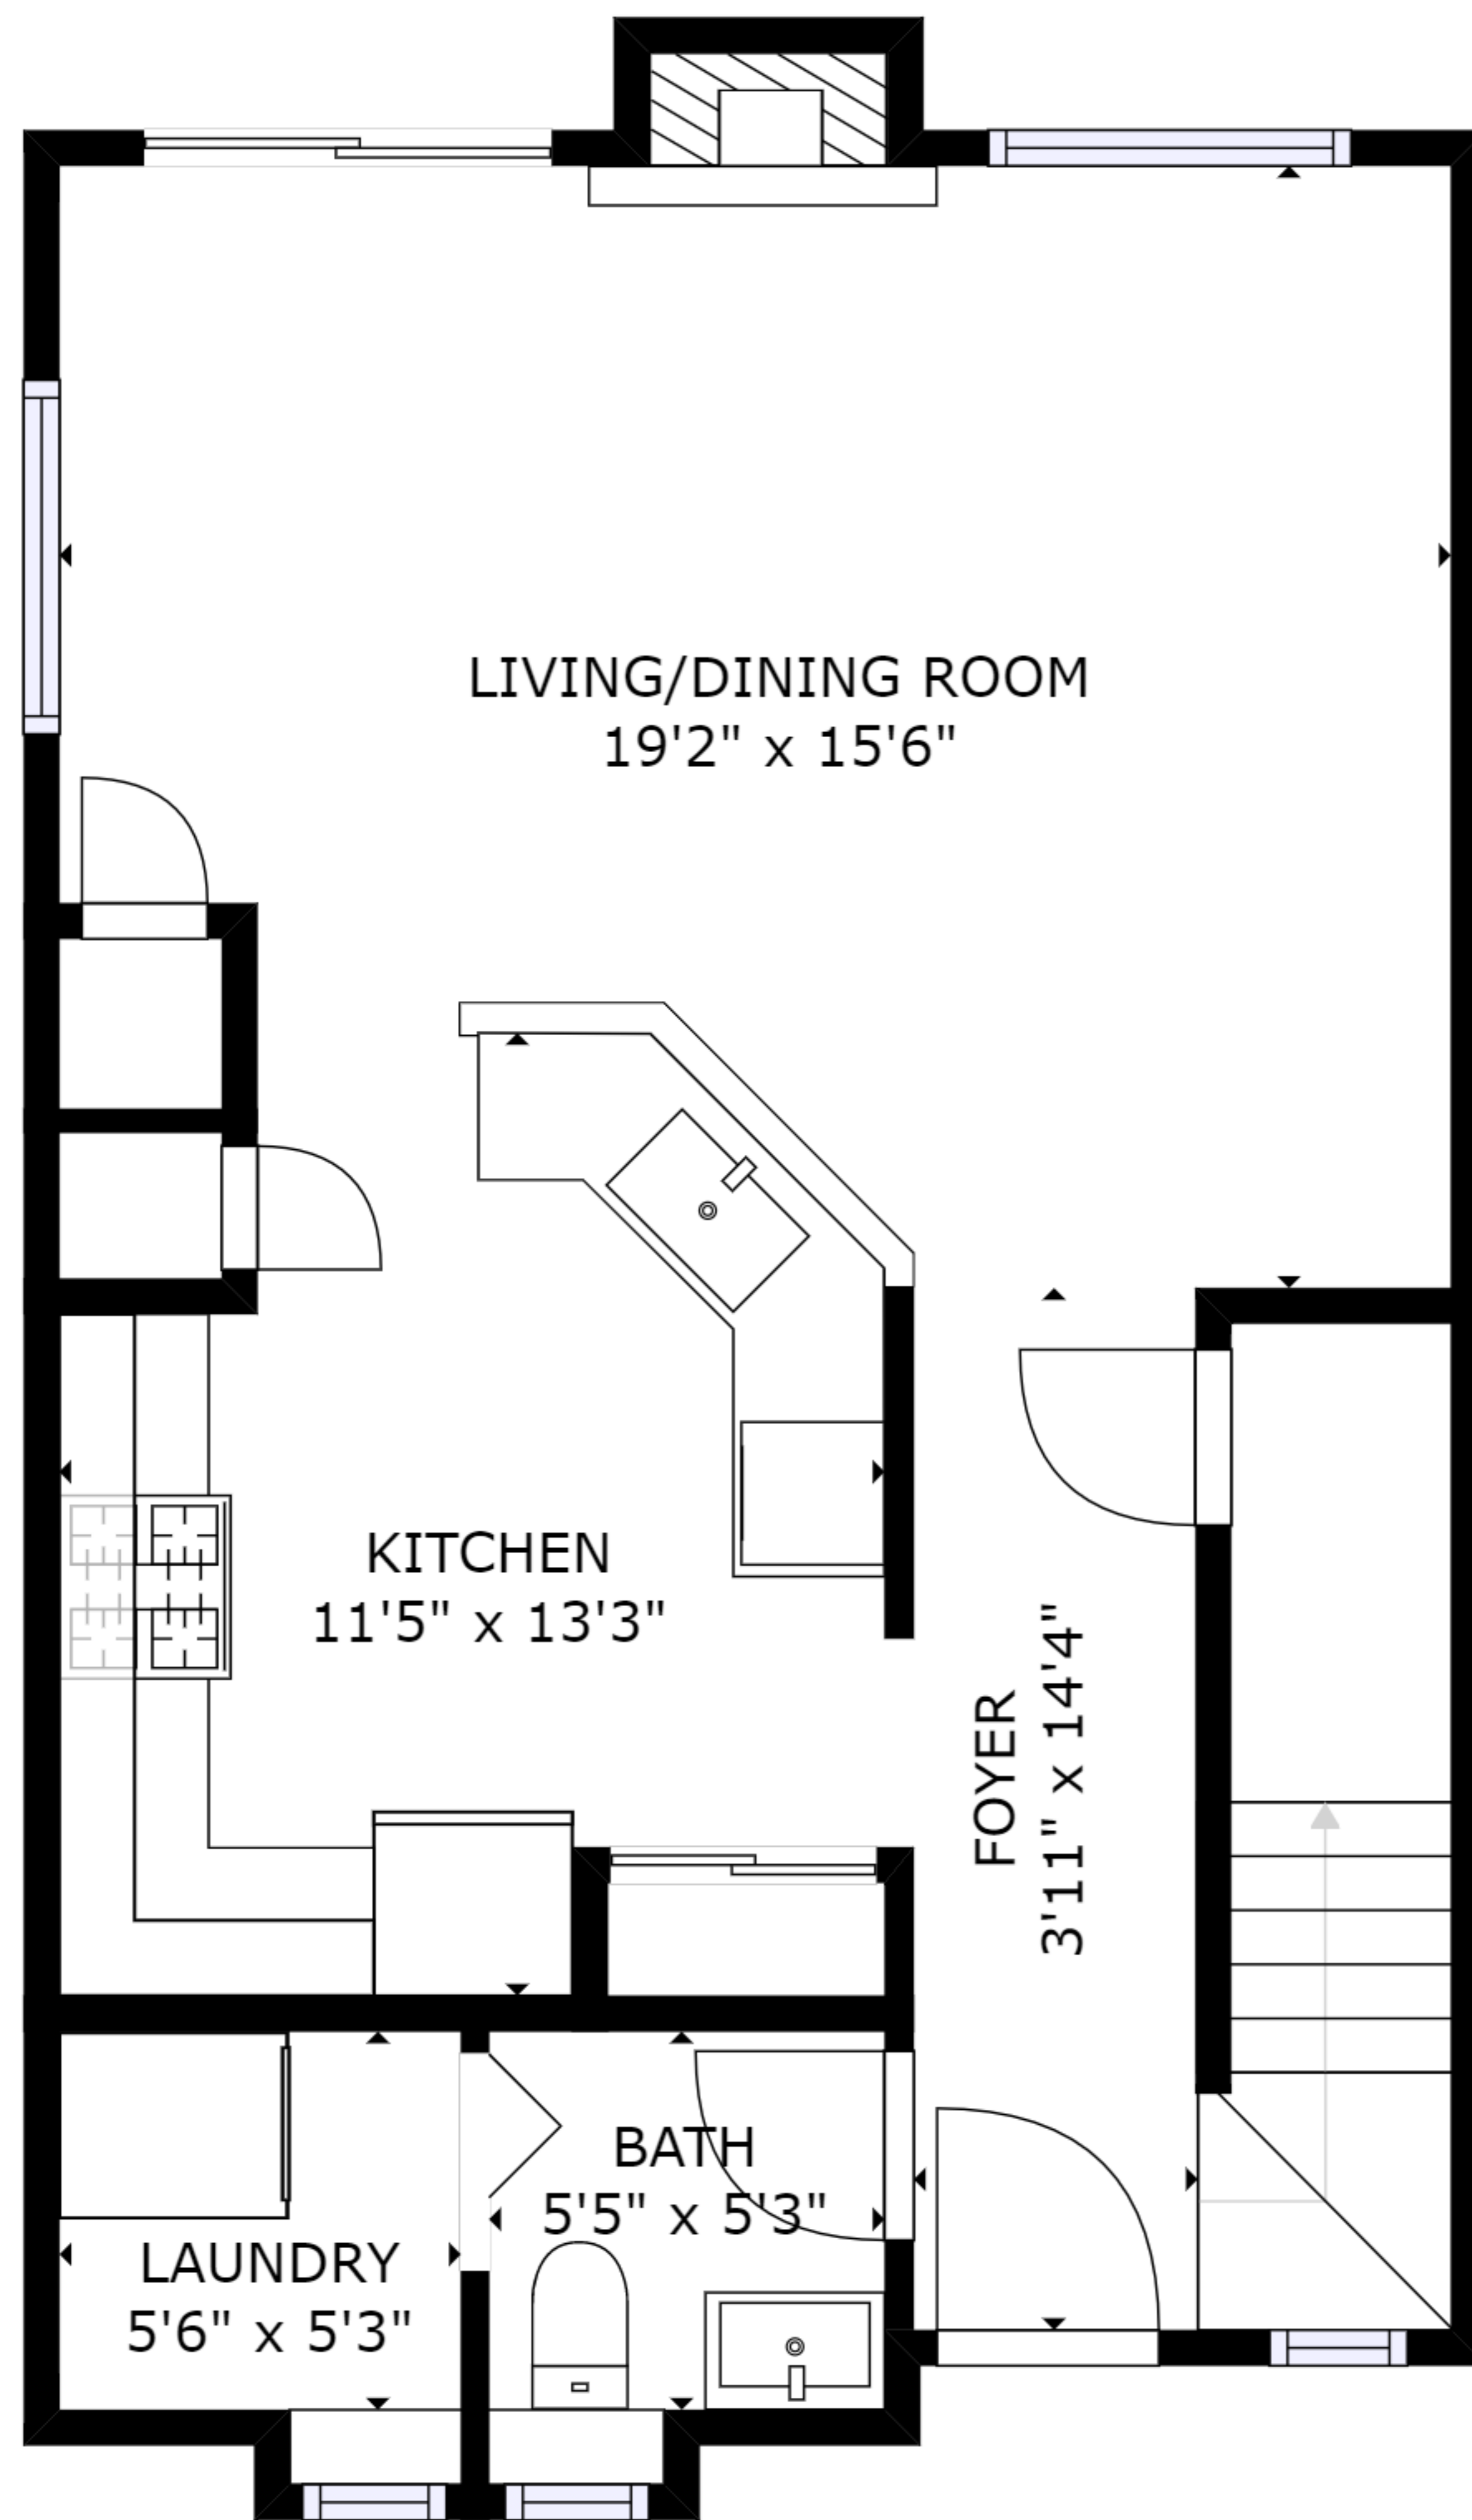 LIVING/DINING ROOM
19'2" x 15'6"
KITCHEN
11'5" x 13'3"
FOYER
3'11" x 14'4"
BATH
5'5" x 5'3"
LAUNDRY
5'6" x 5'3"